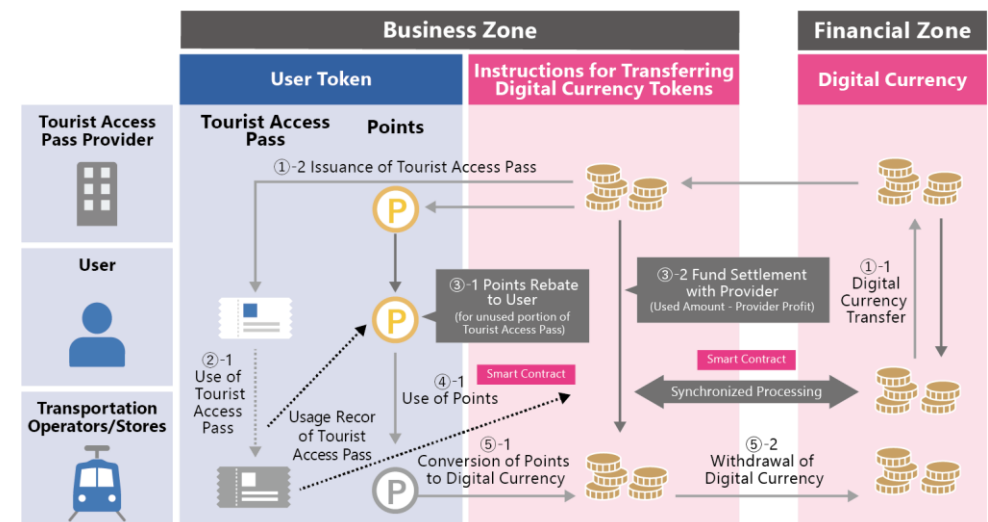 Business Zone
Financial Zone
User Token
Instructions for Transferring
Digital Currency Tokens
Digital Currency
Tourist Access
Pass Provider
Tourist Access
Pass
Points
①-2 Issuance of Tourist Access Pass
P
User
③-1 Points Rebate
to User
(for unused portion of
Tourist Access Pass)
③-2 Fund Settlement
with Provider
(Used Amount - Provider Profit)
①-1
Digital
Currency
Transfer
P
②-1
Use of
Tourist
Access
Pass
④-1
Use of Points
Smart Contract
Smart Contract
Synchronized Processing
Transportation
Operators/Stores
Usage Recor
of Tourist
Access Pass
⑤-1
Conversion of Points
to Digital Currency
⑤-2
Withdrawal of
Digital Currency
P